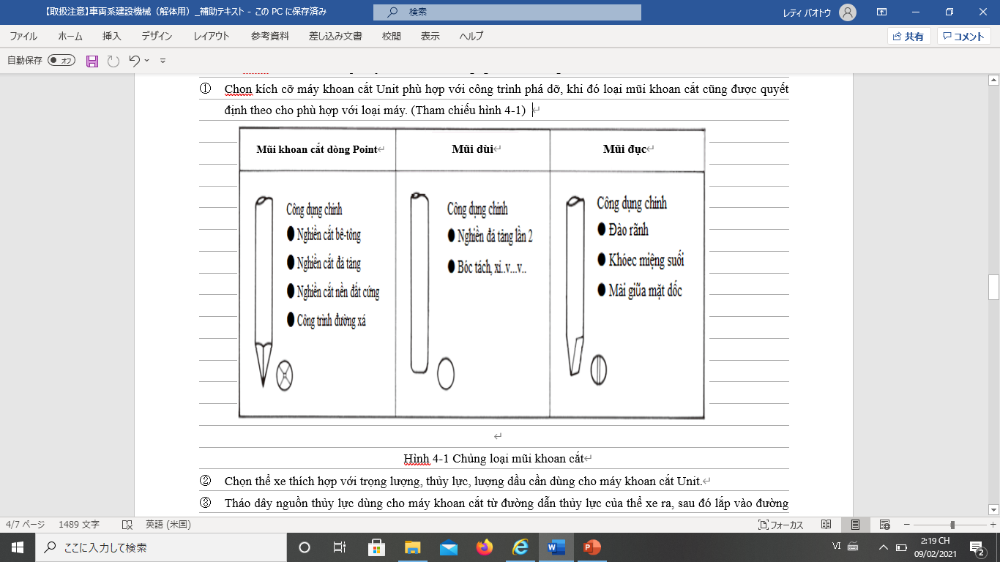 【取扱注意】車両系建設機械（解体用）_補助テキスト - この PC に保存済み
検索
レティ バオトウ
ファイル ホーム 挿入 デザイン レイアウト 参考資料 差し込み文書 校閲 表示 ヘルプ
共有 コメント
自動保存 オフ
① Chọn kích cỡ máy khoan cắt Unit phù hợp với công trình phá dỡ, khi đó loại mũi khoan cắt cũng được quyết
định theo cho phù hợp với loại máy. (Tham chiếu hình 4-1)
Mũi khoan cắt dòng Point
Mũi dùi
Mũi đục
Công dụng chính
● Nghiền cắt bê-tông
● Nghiền cắt đá tảng
● Nghiền cắt nền đất cứng
● Công trình đường xá
Công dụng chính
● Nghiền đá tảng lần 2
● Bóc tách, xi..v...v..
Công dụng chính
● Đào rãnh
● Khóec miệng suối
● Mài giũa mặt dốc
Hình 4-1 Chủng loại mũi khoan cắt
② Chọn thể xe thích hợp với trọng lượng, thủy lực, lượng dầu cần dùng cho máy khoan cắt Unit.
③ Tháo dây nguồn thủy lực dùng cho máy khoan cắt từ đường dẫn thủy lực của thể xe ra, sau đó lắp vào đường
4/7 ページ 1489 文字 英語 (米国)
フォーカス
ここに入力して検索
VI
2:19 CH
09/02/2021
2